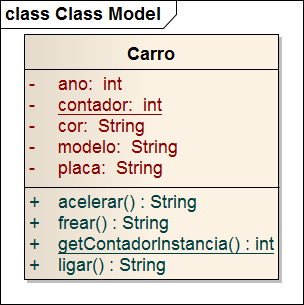 class Class Model
Carro
- ano: int
- contador: int
- cor: String
- modelo: String
- placa: String
+ acelerar() : String
+ frear() : String
+ getContadorInstancia() : int
+ ligar() : String